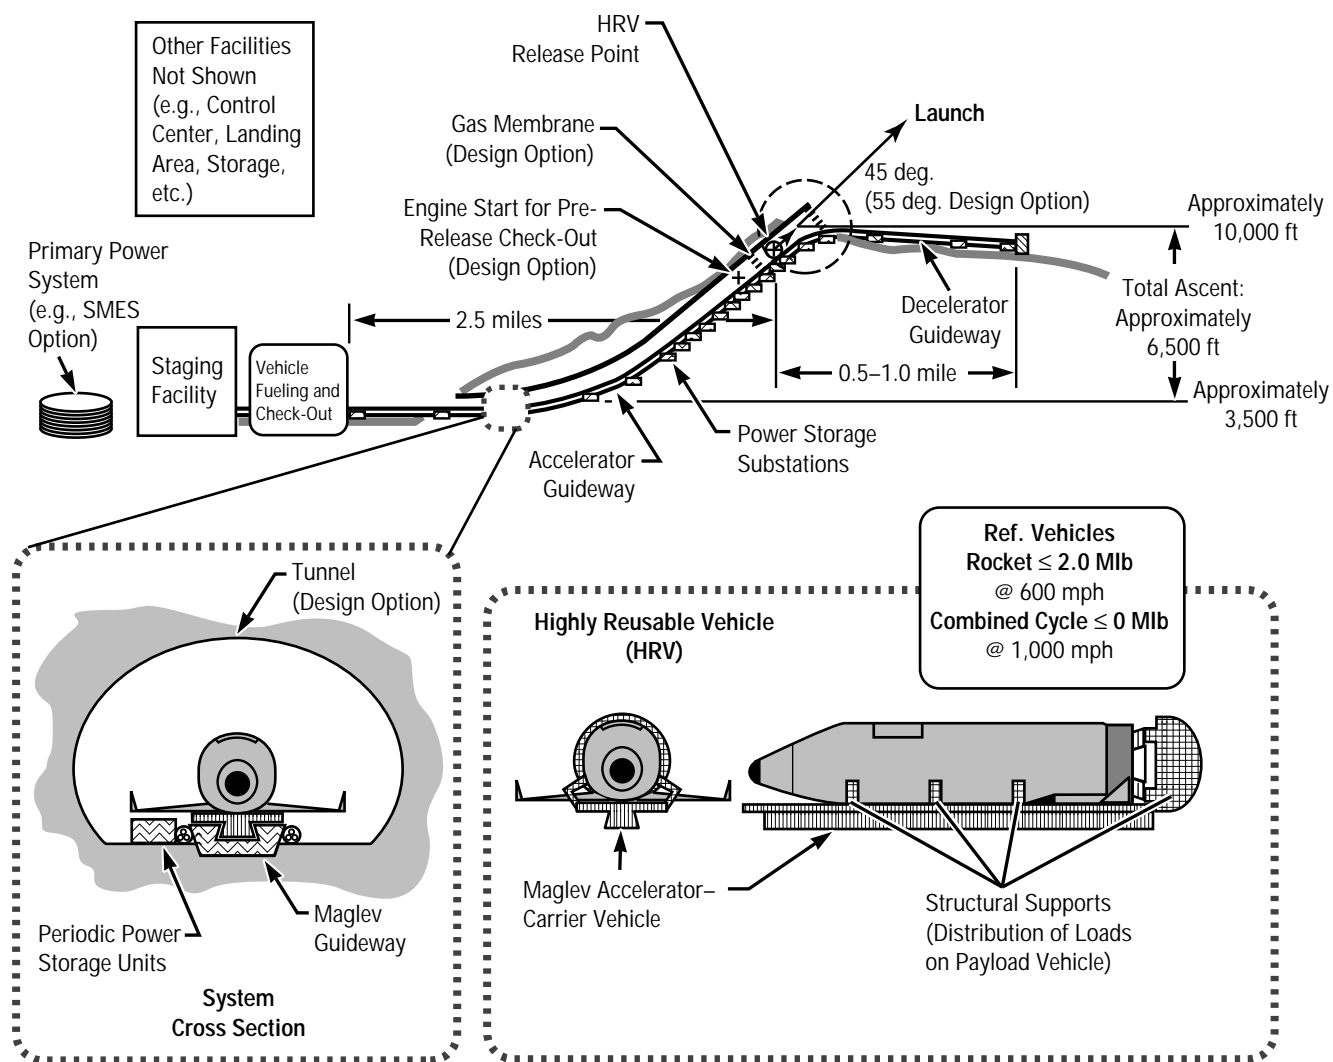 Other Facilities
Not Shown
(e.g., Control
Center, Landing
Area, Storage,
etc.)
HRV
Release Point
Gas Membrane
(Design Option)
Engine Start for Pre-
Release Check-Out
(Design Option)
Launch
45 deg.
(55 deg. Design Option)
Approximately
10,000 ft
Total Ascent:
Approximately
6,500 ft
Approximately
3,500 ft
Primary Power
System
(e.g., SMES
Option)
Staging
Facility
Vehicle
Fueling and
Check-Out
2.5 miles
Decelerator
Guideway
0.5–1.0 mile
Power Storage
Substations
Accelerator
Guideway
Tunnel
(Design Option)
Periodic Power
Storage Units
Maglev
Guideway
System
Cross Section
Ref. Vehicles
Rocket ≤ 2.0 Mlb
@ 600 mph
Combined Cycle ≤ 0 Mlb
@ 1,000 mph
Highly Reusable Vehicle
(HRV)
Maglev Accelerator–
Carrier Vehicle
Structural Supports
(Distribution of Loads
on Payload Vehicle)